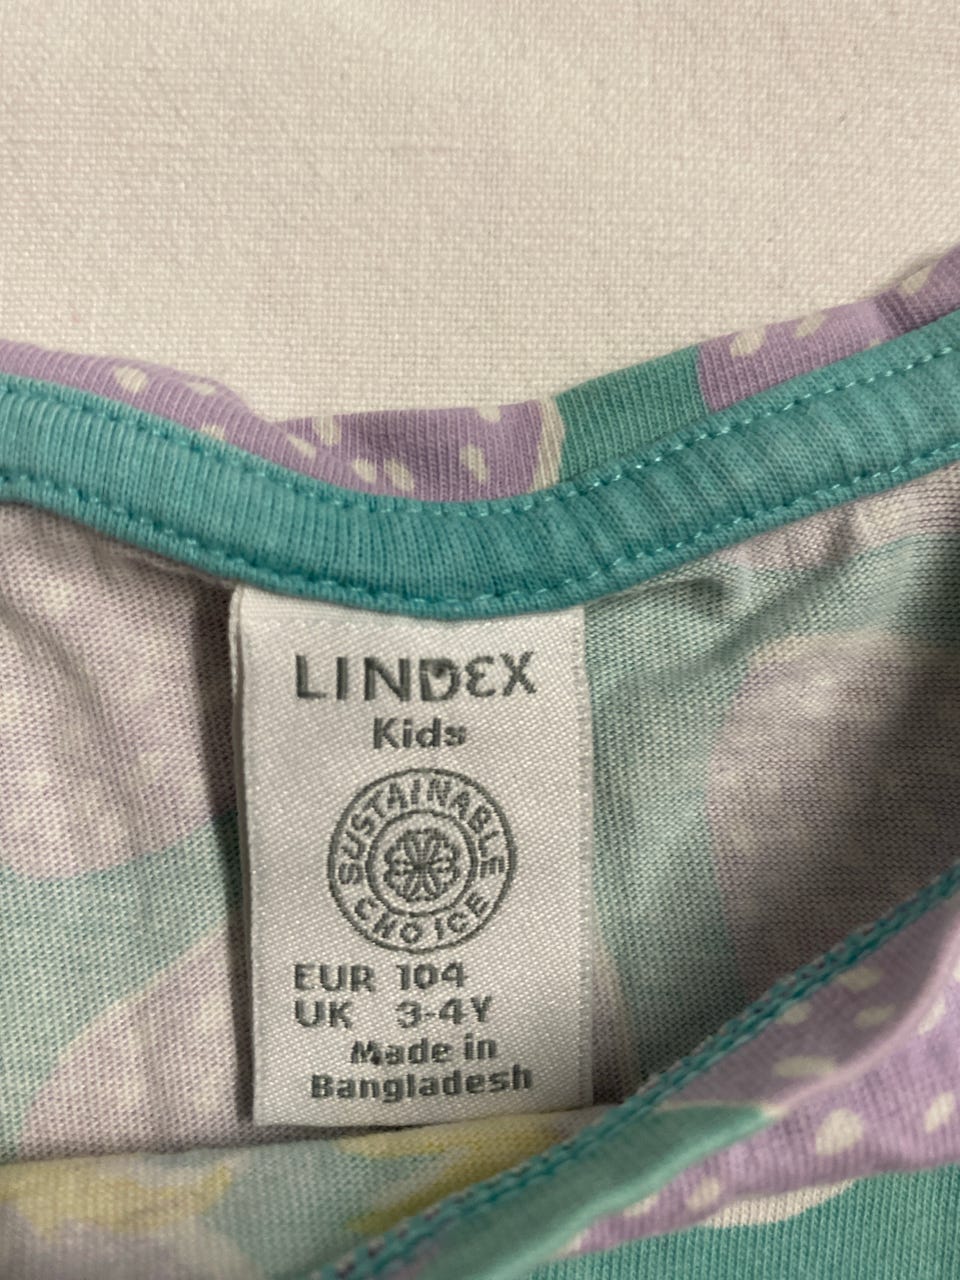 LINDEX
Kids
SUSTAINABLE
CHOICE
EUR 104
UK 3-4Y
Made in
Bangladesh